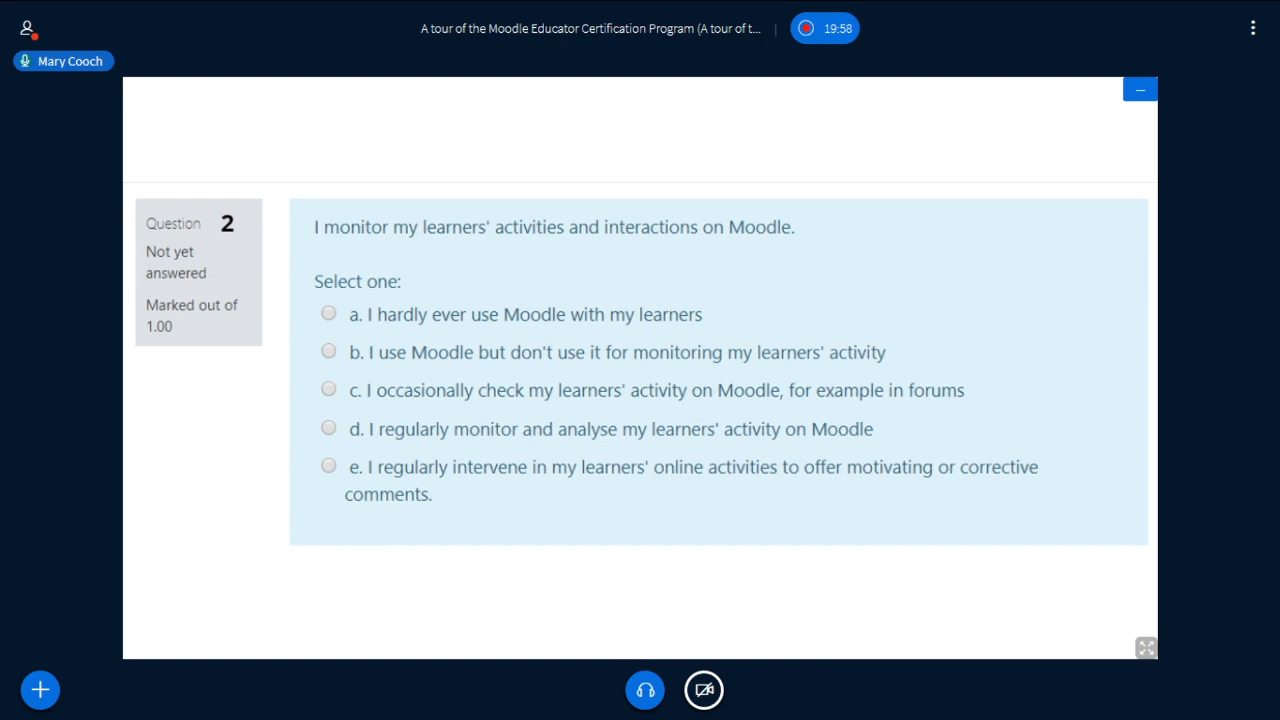 A tour of the Moodle Educator Certification Program (A tour of t...
19:58
Mary Cooch
Question 2
Not yet
answered
Marked out of
1.00
I monitor my learners' activities and interactions on Moodle.
Select one:
a. I hardly ever use Moodle with my learners
b. I use Moodle but don't use it for monitoring my learners' activity
c. I occasionally check my learners' activity on Moodle, for example in forums
d. I regularly monitor and analyse my learners' activity on Moodle
e. I regularly intervene in my learners' online activities to offer motivating or corrective
comments.